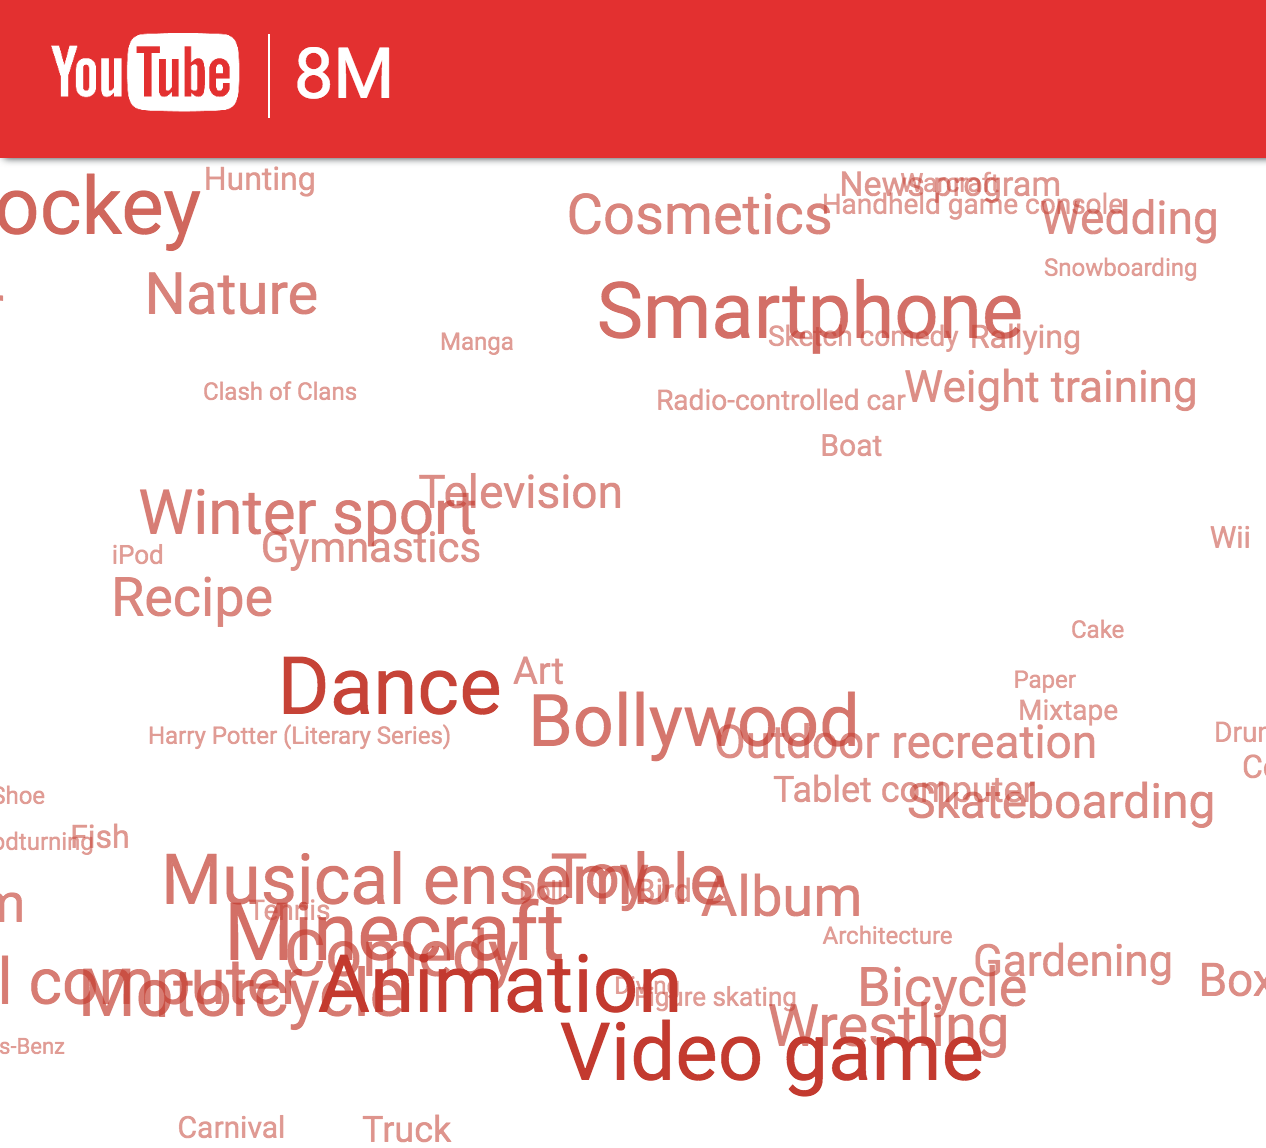 YouTube 8M
Hunting
ockey
News program
Warcraft
Handheld game console
Cosmetics
Wedding
Snowboarding
Nature
Smartphone
Sketch comedy
Rallying
Manga
Clash of Clans
Weight training
Radio-controlled car
Boat
Television
Winter sport
Gymnastics
Wii
iPod
Recipe
Cake
Art
Dance
Paper
Mixtape
Bollywood
Harry Potter (Literary Series)
Outdoor recreation
Drur
Tablet computer
Skateboarding
Shoe
odturning
Fish
Musical ensemble
Toy
Doll
Bird
Album
m
Tennis
Minecraft
Architecture
Comedy
Gardening
l computer
Motorcycle
Animation
Diving
Figure skating
Bicycle
Box
Wrestling
Video game
s-Benz
Carnival
Truck